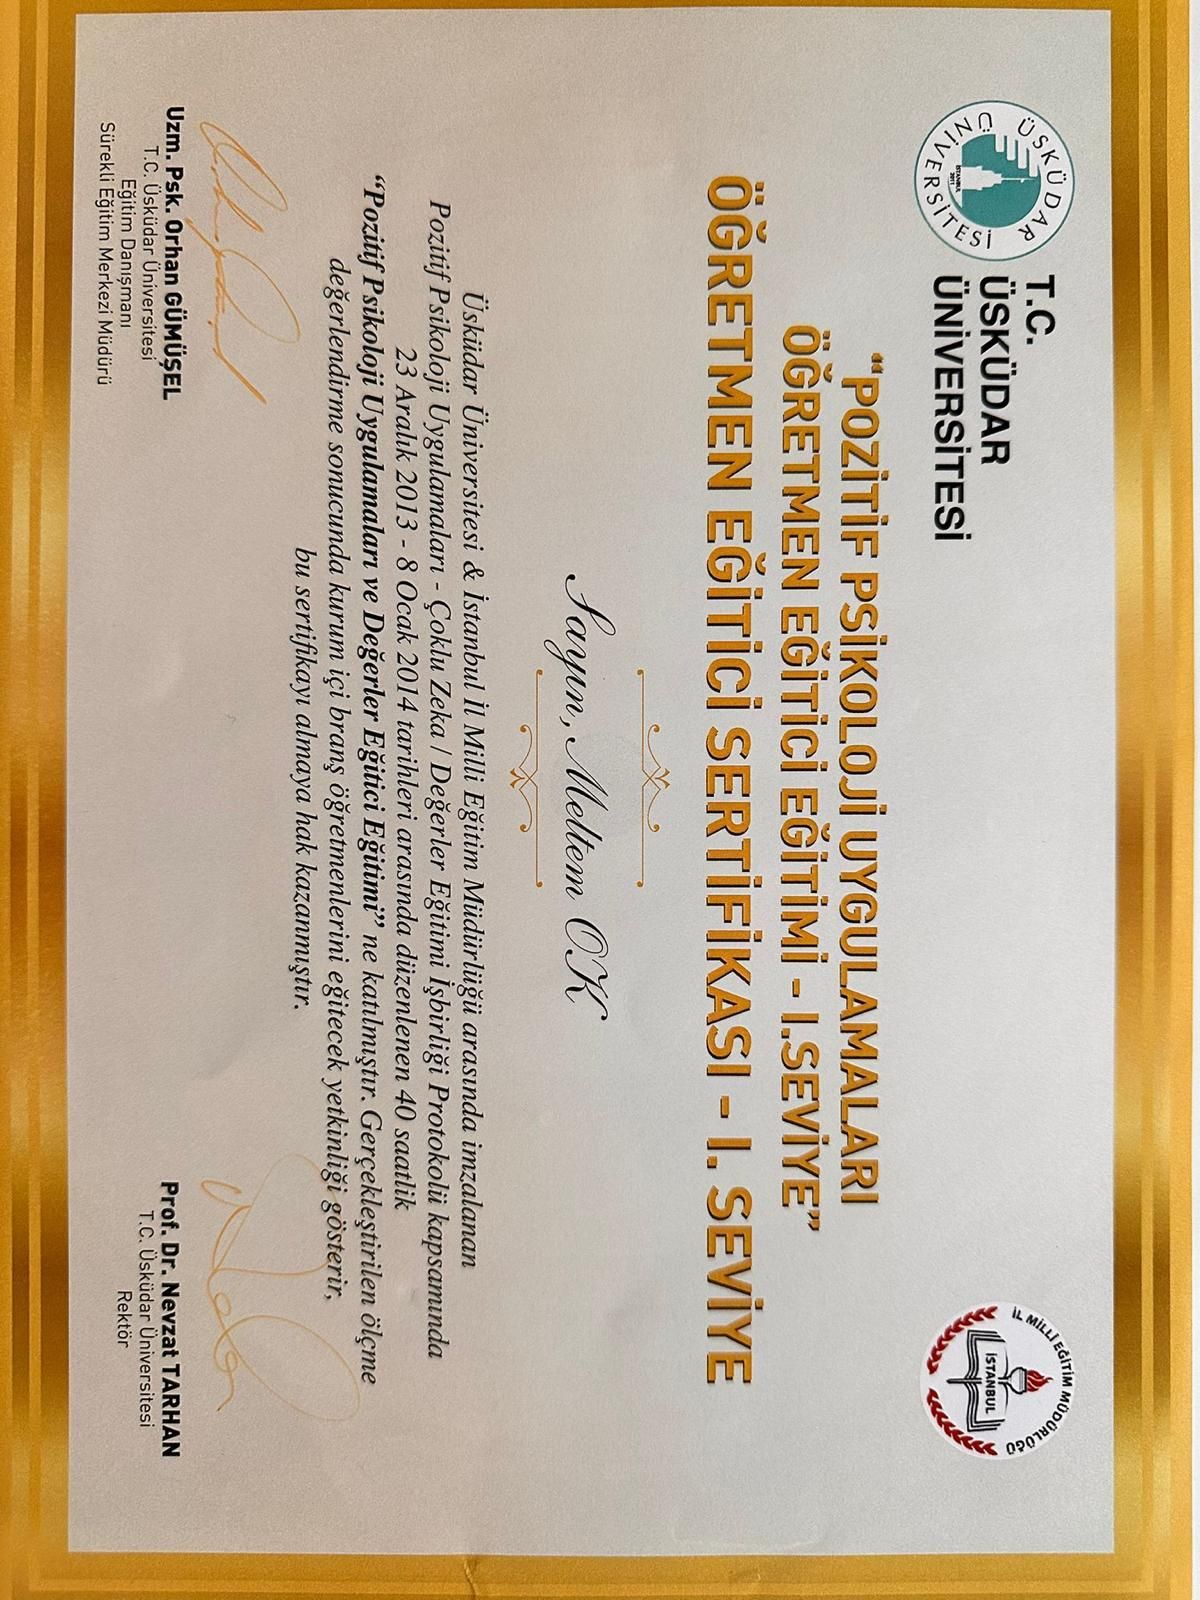 ÜSKÜDAR ÜNİVERSİTESİ
İSTANBUL
2011
T.C.
ÜSKÜDAR
ÜNİVERSİTESİ
İL MİLLİ EĞİTİM MÜDÜRLÜĞÜ
İSTANBUL
“POZİTİF PSİKOLOJİ UYGULAMALARI
ÖĞRETMEN EĞİTİCİ EĞİTİMİ - I.SEVİYE”
ÖĞRETMEN EĞİTİCİ SERTİFİKASI - I. SEVİYE
Sayın, Meltem OK
Üsküdar Üniversitesi & İstanbul İl Milli Eğitim Müdürlüğü arasında imzalanan
Pozitif Psikoloji Uygulamaları - Çoklu Zeka / Değerler Eğitimi İşbirliği Protokolü kapsamında
23 Aralık 2013 - 8 Ocak 2014 tarihleri arasında düzenlenen 40 saatlik
“Pozitif Psikoloji Uygulamaları ve Değerler Eğitici Eğitimi” ne katılmıştır. Gerçekleştirilen ölçme
değerlendirme sonucunda kurum içi branş öğretmenlerini eğitecek yetkinliği gösterir,
bu sertifikayı almaya hak kazanmıştır.
Uzm. Psk. Orhan GÜMÜŞEL
T.C. Üsküdar Üniversitesi
Eğitim Danışmanı
Sürekli Eğitim Merkezi Müdürü
Prof. Dr. Nevzat TARHAN
T.C. Üsküdar Üniversitesi
Rektör